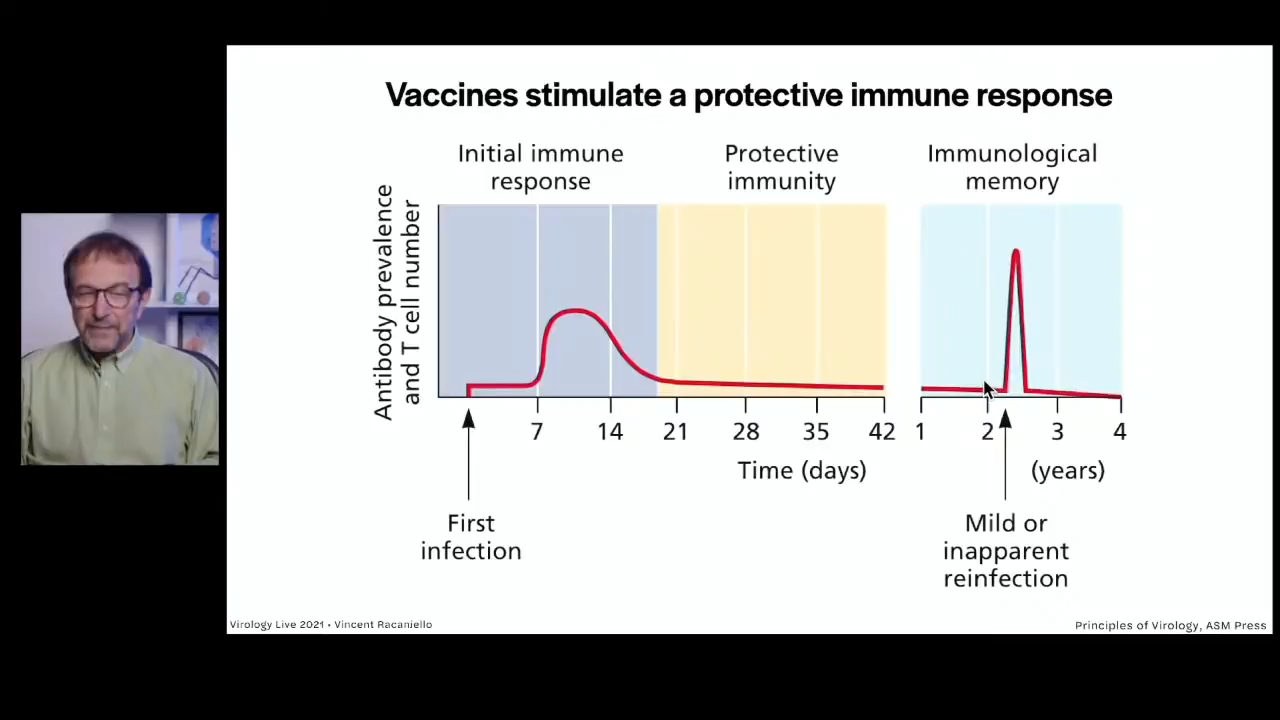 Vaccines stimulate a protective immune response
Initial immune
response
Protective
immunity
Immunological
memory
Antibody prevalence
and T cell number
7 14 21 28 35 42 1 2 3 4
Time (days)
(years)
First
infection
Mild or
inapparent
reinfection
Virology Live 2021 • Vincent Racaniello
Principles of Virology, ASM Press